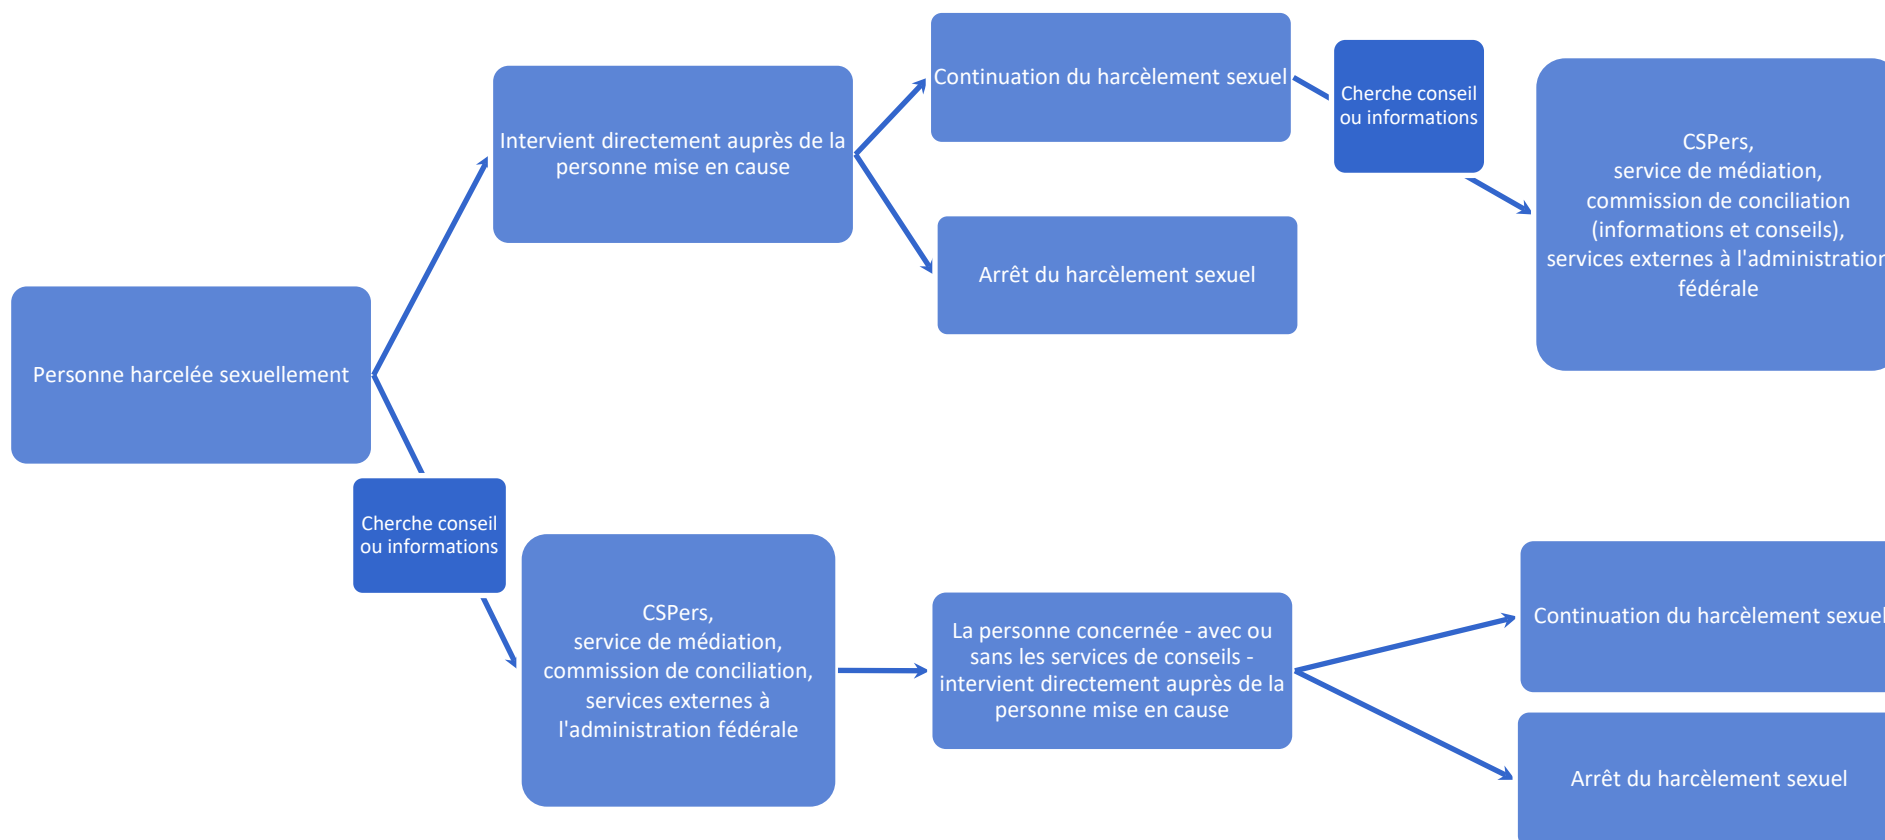 Personne harcelée sexuellement
Intervient directement auprès de la
personne mise en cause
Continuation du harcèlement sexuel
Cherche conseil
ou informations
CSPers,
service de médiation,
commission de conciliation
(informations et conseils),
services externes à l'administration
fédérale
Arrêt du harcèlement sexuel
Cherche conseil
ou informations
CSPers,
service de médiation,
commission de conciliation,
services externes à
l'administration fédérale
La personne concernée - avec ou
sans les services de conseils -
intervient directement auprès de la
personne mise en cause
Continuation du harcèlement sexuel
Arrêt du harcèlement sexuel